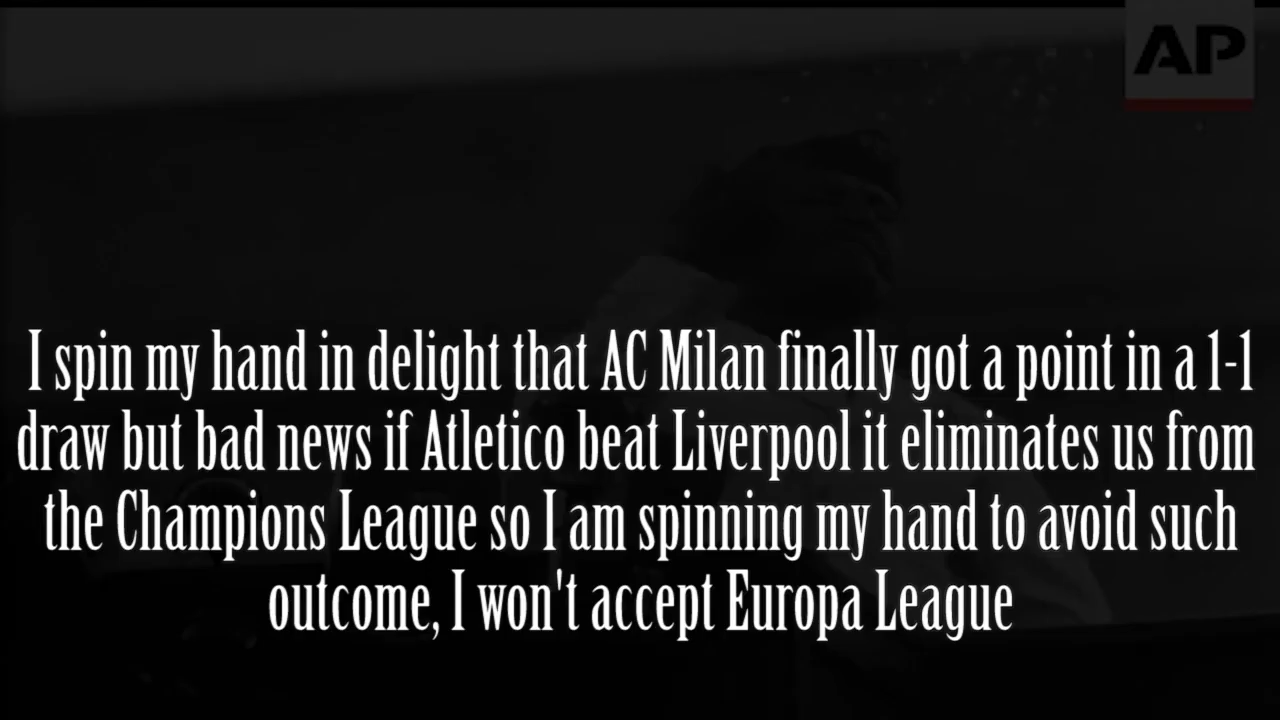 AP
I spin my hand in delight that AC Milan finally got a point in a 1-1
draw but bad news if Atletico beat Liverpool it eliminates us from
the Champions League so I am spinning my hand to avoid such
outcome, I won't accept Europa League